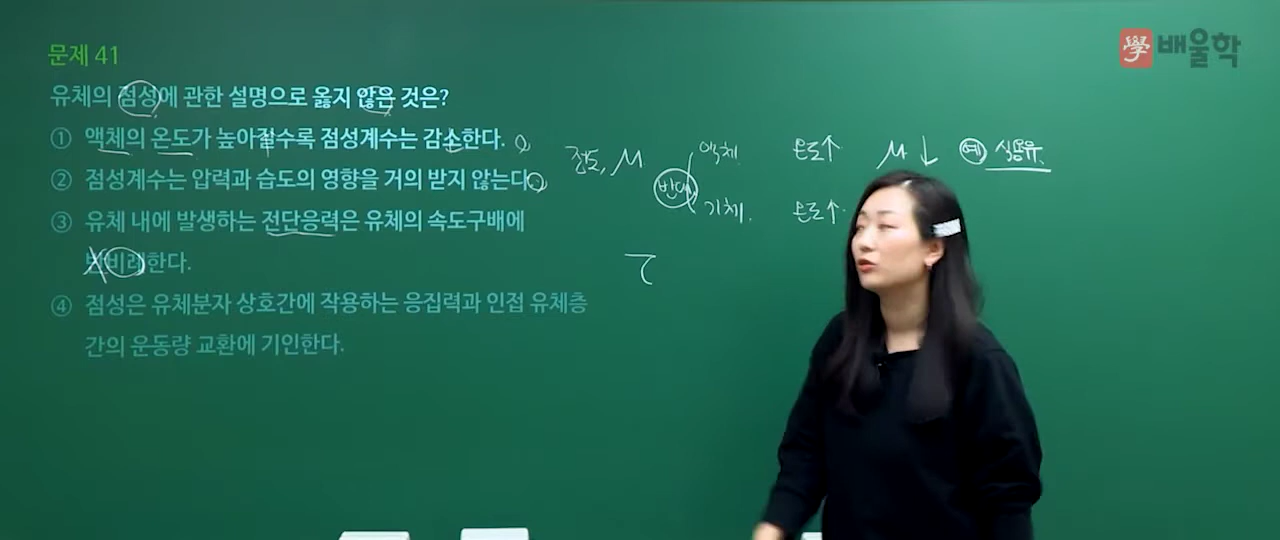 學 배울학
문제 41
유체의 점성에 관한 설명으로 옳지 않은 것은?
① 액체의 온도가 높아질수록 점성계수는 감소한다.
② 점성계수는 압력과 습도의 영향을 거의 받지 않는다.
③ 유체 내에 발생하는 전단응력은 유체의 속도구배에
반비례한다.
④ 점성은 유체분자 상호간에 작용하는 응집력과 인접 유체층
간의 운동량 교환에 기인한다.
점도, μ
반대
액체 온도↑ μ↓ 예 식용유.
기체. 온도↑
τ